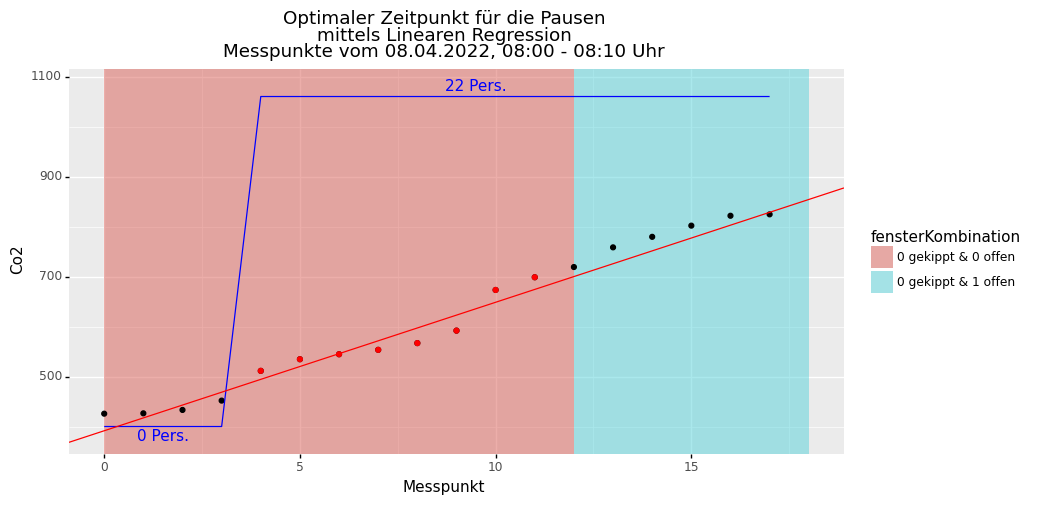 Optimaler Zeitpunkt für die Pausen
mittels Linearen Regression
Messpunkte vom 08.04.2022, 08:00 - 08:10 Uhr
1100
900
700
500
Co2
22 Pers.
0 Pers.
0
5
10
15
Messpunkt
fensterKombination
0 gekippt & 0 offen
0 gekippt & 1 offen